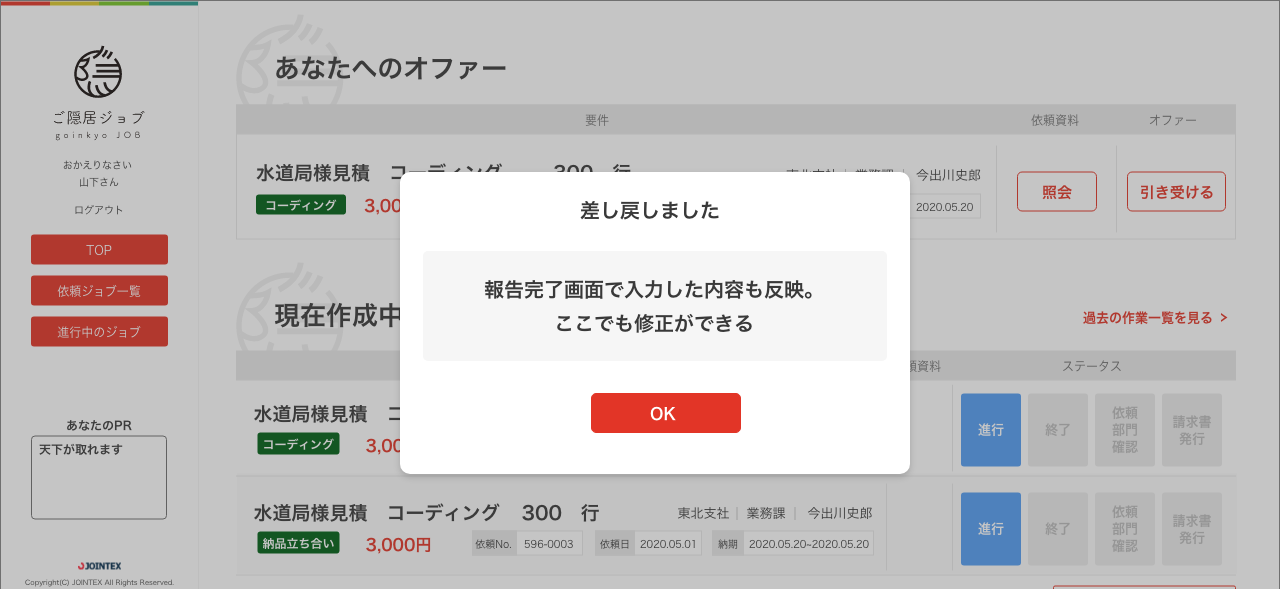 ご隠居ジョブ
goinkyo JOB
おかえりなさい
山下さん
ログアウト
TOP
依頼ジョブ一覧
進行中のジョブ
あなたのPR
天下が取れます
JOINTEX
Copyright(C) JOINTEX All Rights Reserved.
あなたへのオファー
要件 依頼資料 オファー
水道局様見積 コーディング 300 行 東北支社 | 業務課 | 今出川史郎
コーディング 3,00 2020.05.20
照会 引き受ける
差し戻しました
報告完了画面で入力した内容も反映。
ここでも修正ができる
OK
現在作成中
過去の作業一覧を見る >
頼資料 ステータス
水道局様見積 コ
コーディング 3,00
進行 終了 依頼部門確認 請求書発行
水道局様見積 コーディング 300 行 東北支社 | 業務課 | 今出川史郎
納品立ち合い 3,000円 依頼No. 596-0003 依頼日 2020.05.01 納期 2020.05.20~2020.05.20
進行 終了 依頼部門確認 請求書発行